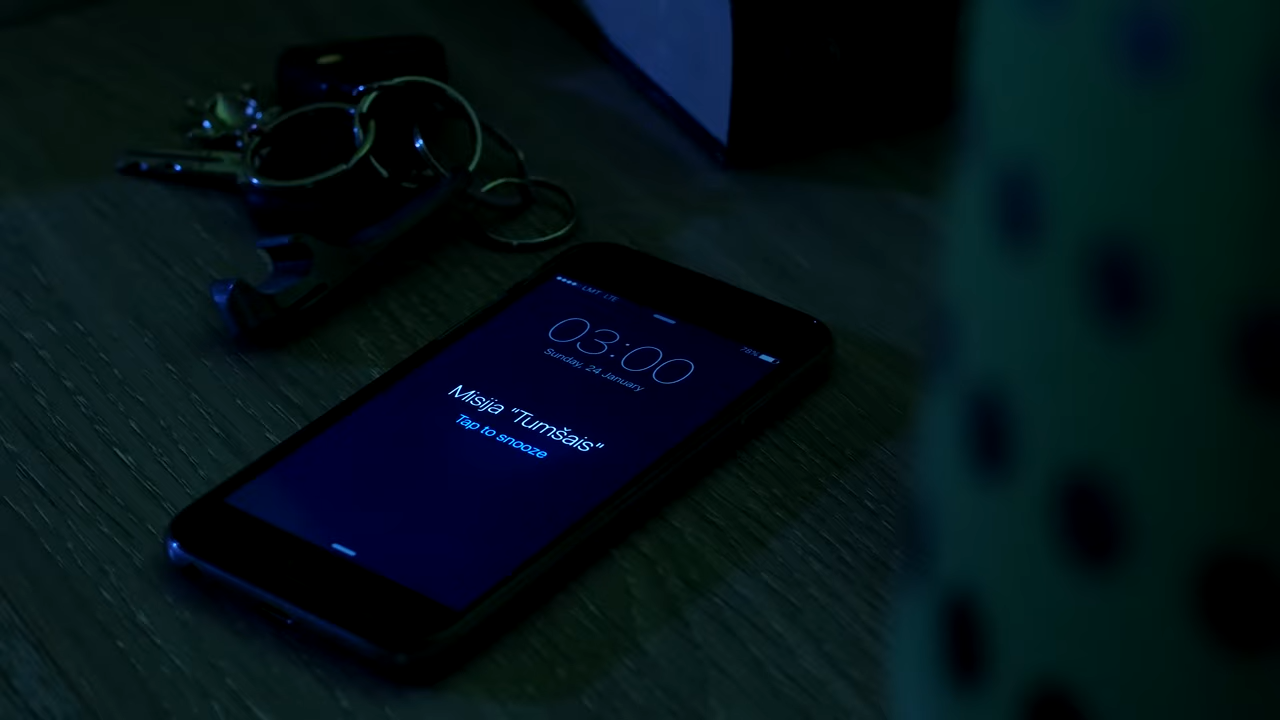 LMT LTE
78%
03:00
Sunday, 24 January
Misija "Tumšais"
Tap to snooze